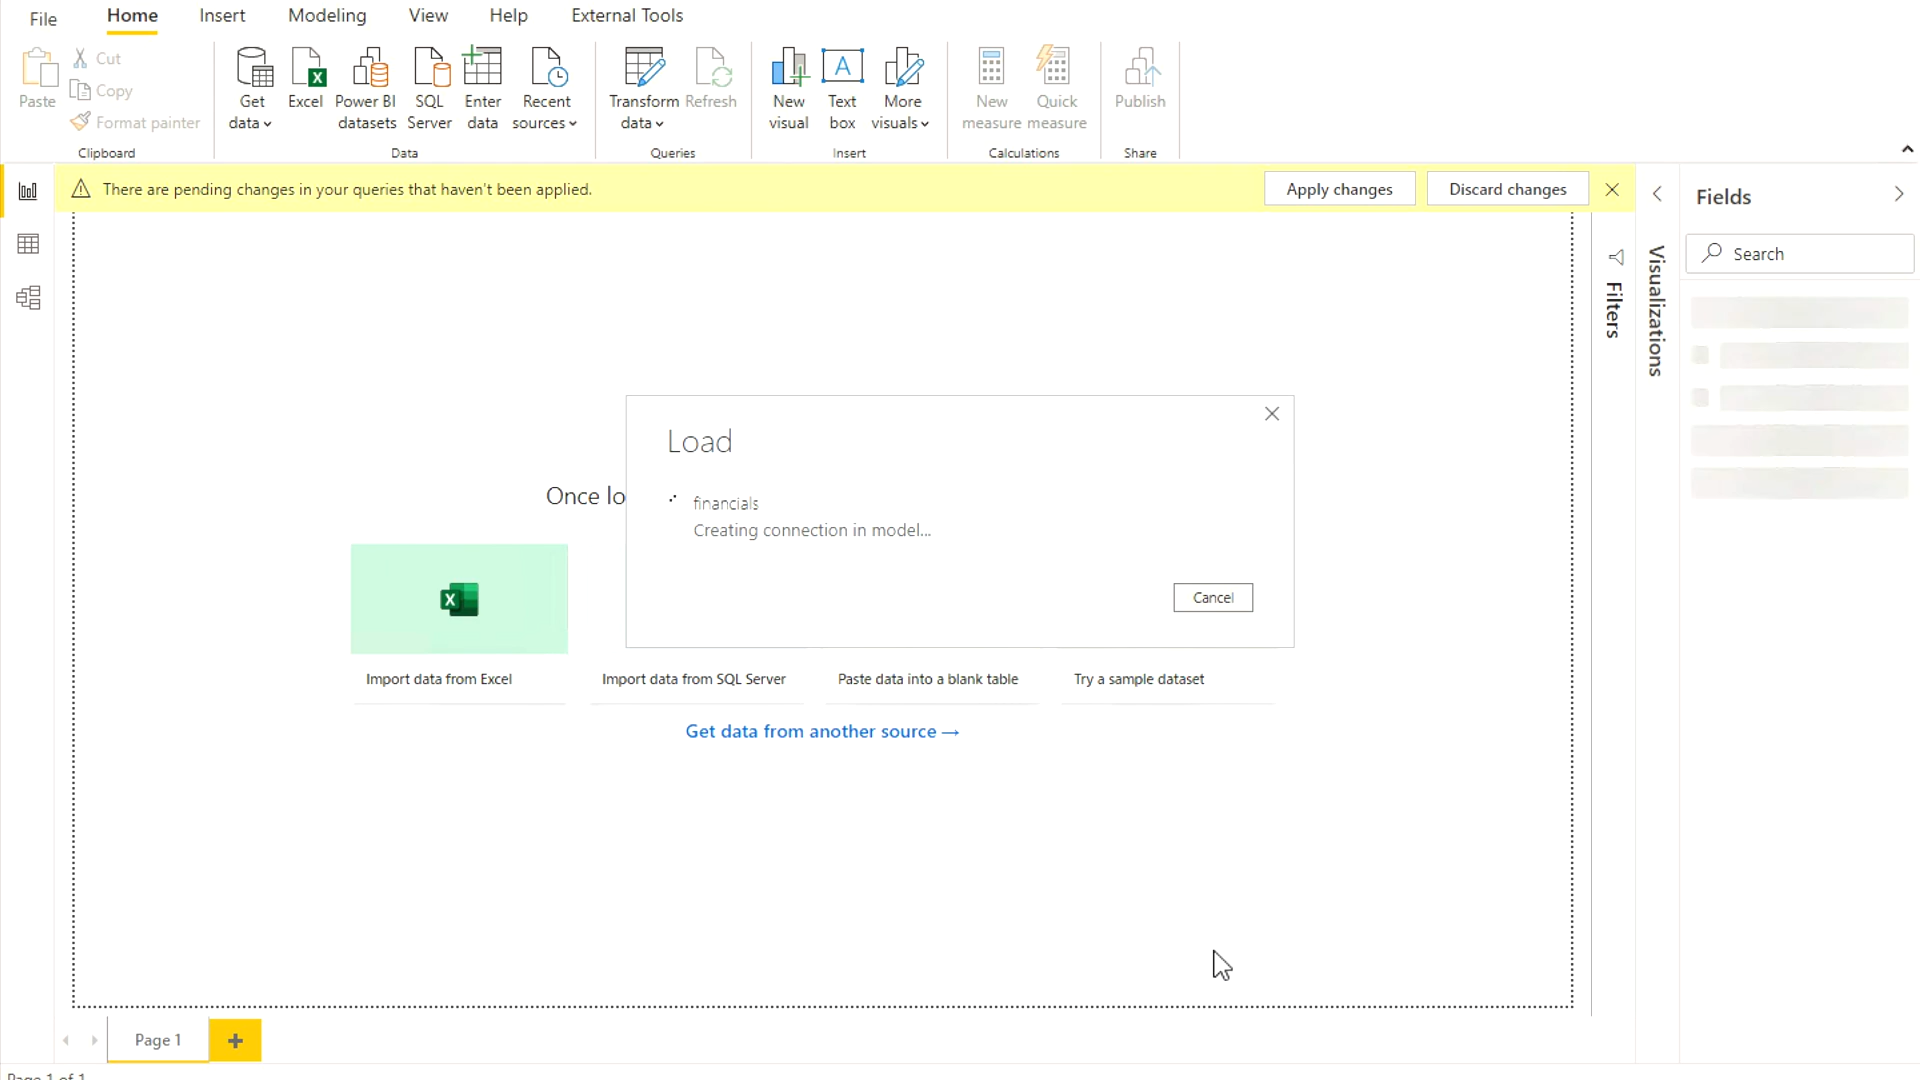 File Home Insert Modeling View Help External Tools
Paste
Cut
Copy
Format painter
Clipboard
Get data
Excel
Power BI datasets
SQL Server
Enter data
Recent sources
Data
Transform data
Refresh
Queries
New visual
Text box
More visuals
Insert
New measure
Quick measure
Calculations
Publish
Share
There are pending changes in your queries that haven't been applied.
Apply changes
Discard changes
Fields
Search
Filters
Visualizations
Load
Once lo
financials
Creating connection in model...
Cancel
Import data from Excel
Import data from SQL Server
Paste data into a blank table
Try a sample dataset
Get data from another source →
Page 1
Page 1 of 1